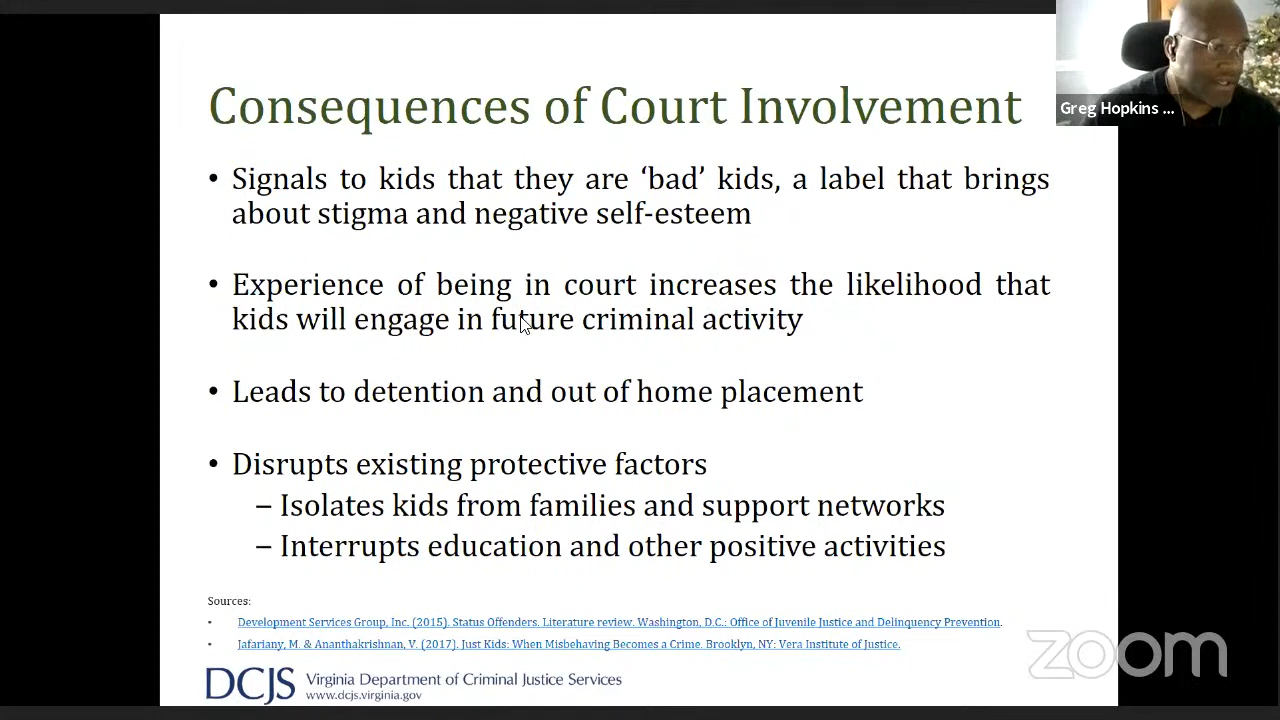 Consequences of Court Involvement
Greg Hopkins ...
• Signals to kids that they are ‘bad’ kids, a label that brings
about stigma and negative self-esteem
• Experience of being in court increases the likelihood that
kids will engage in future criminal activity
• Leads to detention and out of home placement
• Disrupts existing protective factors
– Isolates kids from families and support networks
– Interrupts education and other positive activities
Sources:
• Development Services Group, Inc. (2015). Status Offenders. Literature review. Washington, D.C.: Office of Juvenile Justice and Delinquency Prevention.
• Jafariany, M. & Ananthakrishnan, V. (2017). Just Kids: When Misbehaving Becomes a Crime. Brooklyn, NY: Vera Institute of Justice.
zoom
DCJS Virginia Department of Criminal Justice Services
www.dcjs.virginia.gov